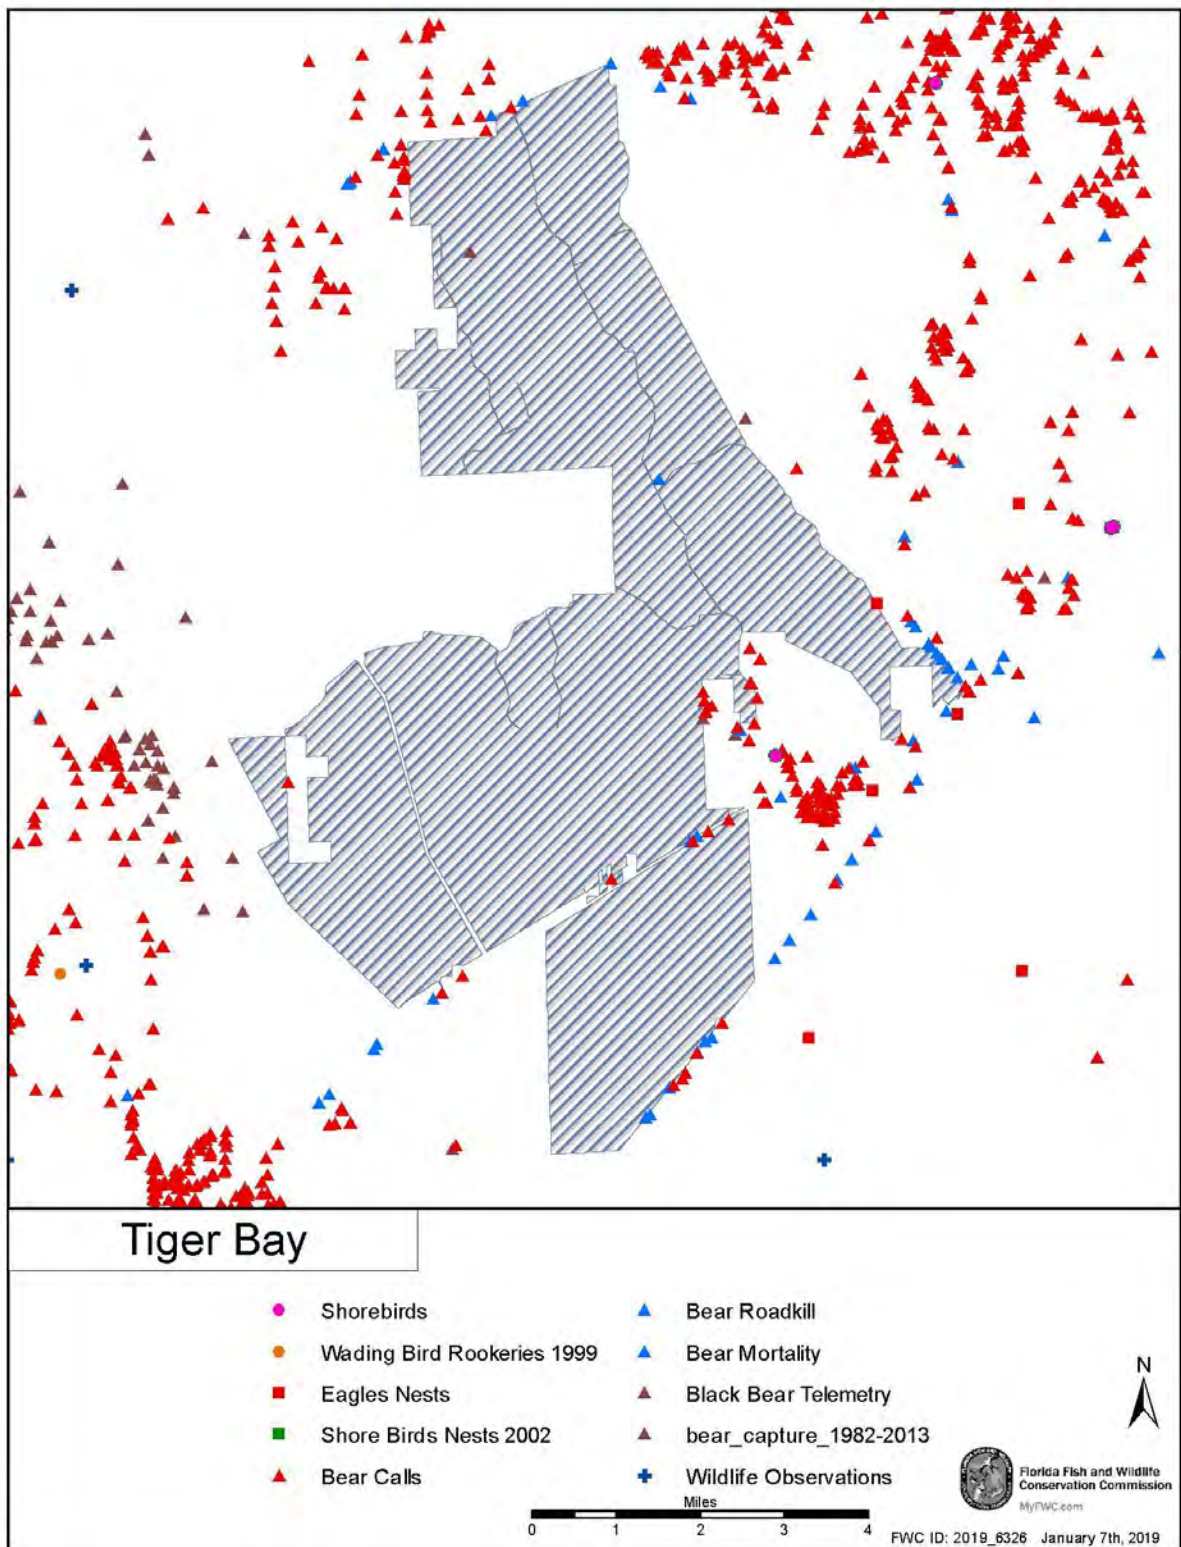 Tiger Bay
Shorebirds
Wading Bird Rookeries 1999
Eagles Nests
Shore Birds Nests 2002
Bear Calls
Bear Roadkill
Bear Mortality
Black Bear Telemetry
bear_capture_1982-2013
Wildlife Observations
N
Miles
0 1 2 3 4
Florida Fish and Wildlife
Conservation Commission
MyFWC.com
FWC ID: 2019_6326 January 7th, 2019